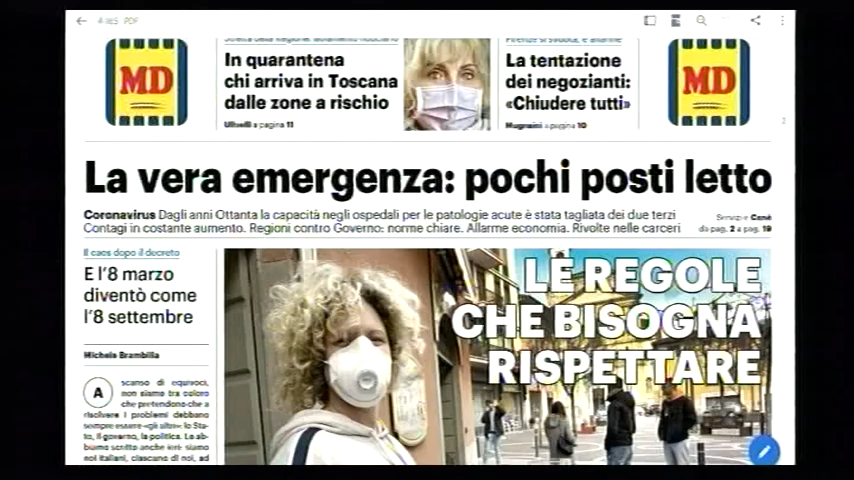 PDF
MD
In quarantena
chi arriva in Toscana
dalle zone a rischio
a pagina 11
La tentazione
dei negozianti:
«Chiudere tutti»
Mugnaini a pagina 10
MD
La vera emergenza: pochi posti letto
Coronavirus Dagli anni Ottanta la capacità negli ospedali per le patologie acute è stata tagliata dei due terzi
Contagi in costante aumento. Regioni contro Governo: norme chiare. Allarme economia. Rivolte nelle carceri
Servizi e Canè
da pag. 2 a pag. 19
Il caos dopo il decreto
E l'8 marzo
diventò come
l'8 settembre
Michele Brambilla
A scanso di equivoci,
non siamo tra coloro
che pretendono che a
risolvere i problemi debbano
sempre essere «gli altri»: lo Sta-
to, il governo, la politica. Lo ab-
biamo scritto anche ieri: siamo
noi italiani, ciascuno di noi, ad
LE REGOLE
CHE BISOGNA
RISPETTARE